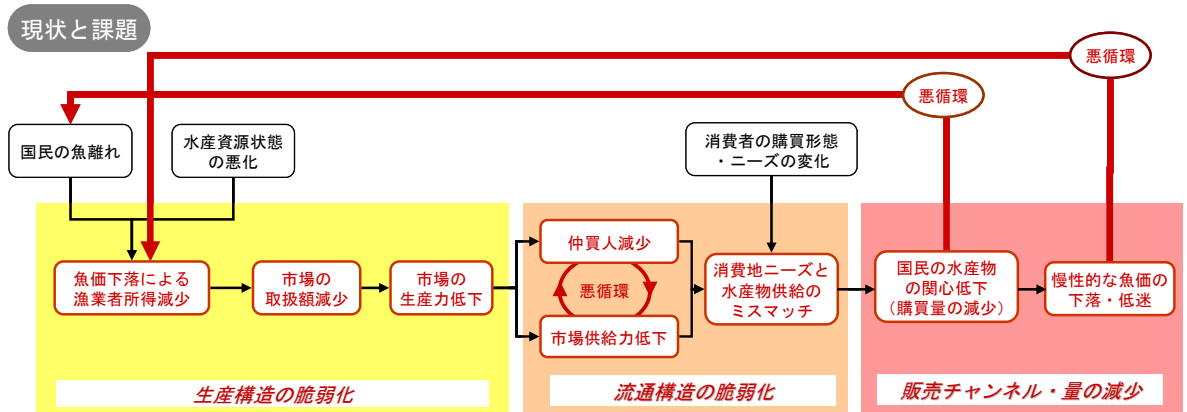 現状と課題
悪循環
悪循環
国民の魚離れ
水産資源状態
の悪化
消費者の購買形態
・ニーズの変化
魚価下落による
漁業者所得減少
市場の
取扱額減少
市場の
生産力低下
仲買人減少
悪循環
市場供給力低下
消費地ニーズと
水産物供給の
ミスマッチ
国民の水産物
の関心低下
（購買量の減少）
慢性的な魚価の
下落・低迷
生産構造の脆弱化
流通構造の脆弱化
販売チャンネル・量の減少